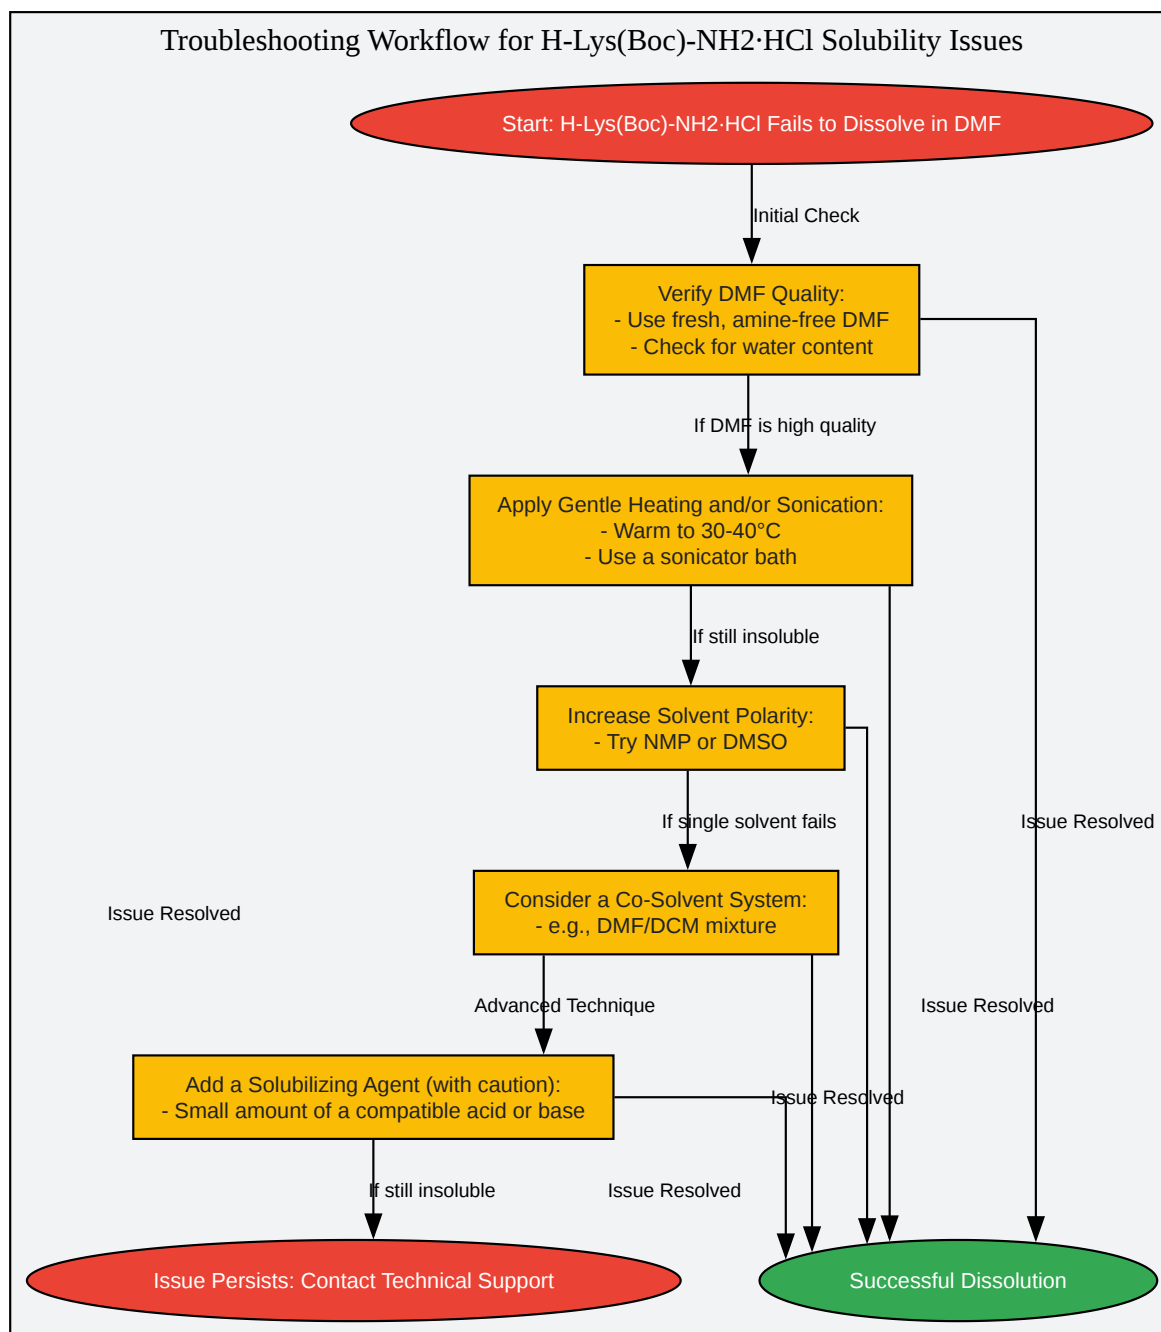 Troubleshooting Workflow for H-Lys(Boc)-NH2·HCl Solubility Issues
Start: H-Lys(Boc)-NH2·HCl Fails to Dissolve in DMF
Initial Check
Verify DMF Quality:
- Use fresh, amine-free DMF
- Check for water content
If DMF is high quality
Apply Gentle Heating and/or Sonication:
- Warm to 30-40°C
- Use a sonicator bath
If still insoluble
Increase Solvent Polarity:
- Try NMP or DMSO
If single solvent fails
Issue Resolved
Consider a Co-Solvent System:
- e.g., DMF/DCM mixture
Issue Resolved
Advanced Technique
Issue Resolved
Add a Solubilizing Agent (with caution):
- Small amount of a compatible acid or base
Issue Resolved
If still insoluble
Issue Resolved
Issue Persists: Contact Technical Support
Successful Dissolution